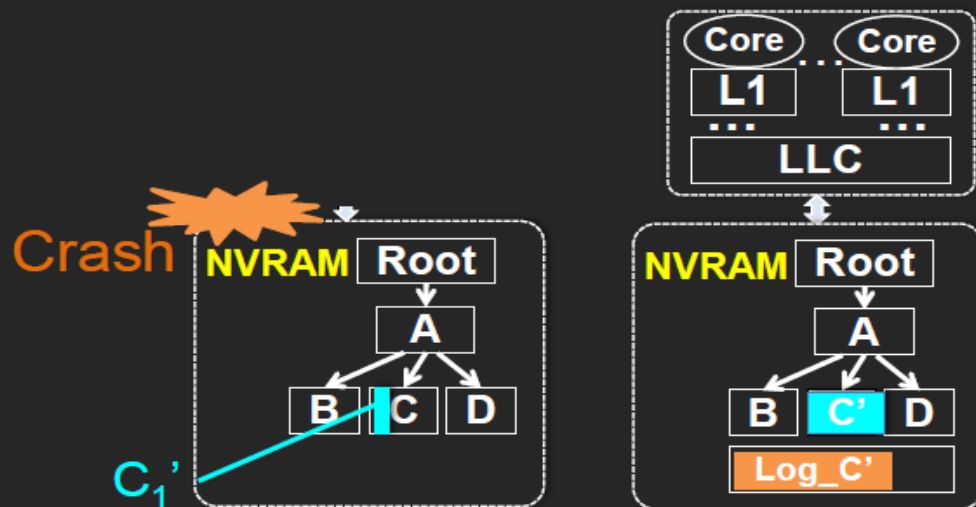 Core ... Core
L1 L1
... ...
LLC
Crash
NVRAM Root
A
B C D
C₁’
NVRAM Root
A
B C’ D
Log_C’